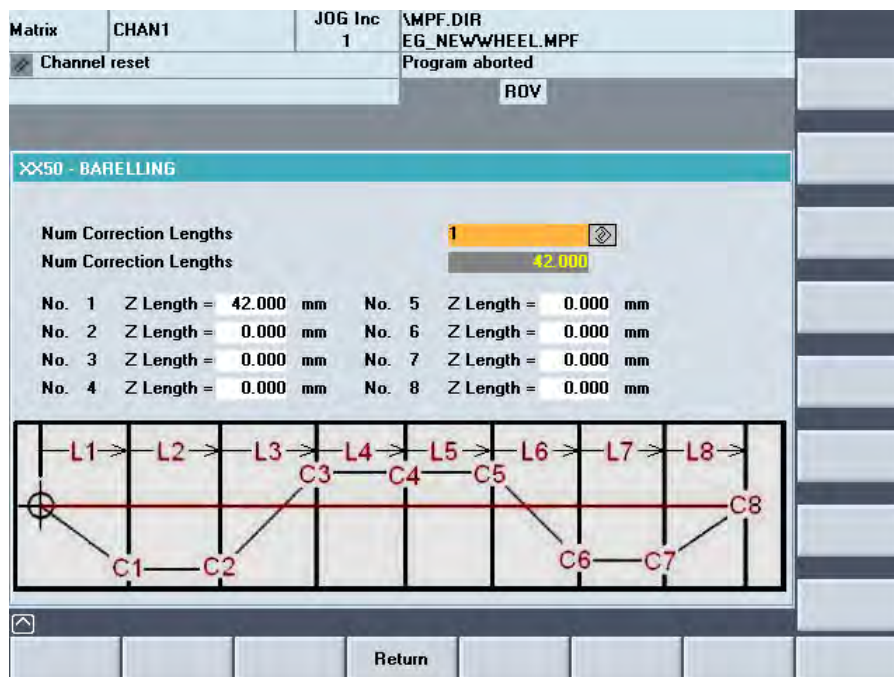 Matrix CHAN1 JOG Inc \MPF.DIR
1 EG_NEWWHEEL.MPF
Channel reset Program aborted
ROV
XX50 - BARELLING
Num Correction Lengths 1
Num Correction Lengths 42.000
No. 1 Z Length = 42.000 mm No. 5 Z Length = 0.000 mm
No. 2 Z Length = 0.000 mm No. 6 Z Length = 0.000 mm
No. 3 Z Length = 0.000 mm No. 7 Z Length = 0.000 mm
No. 4 Z Length = 0.000 mm No. 8 Z Length = 0.000 mm
L1 L2 L3 L4 L5 L6 L7 L8
C3 C4 C5
C8
C1 C2 C6 C7
Return